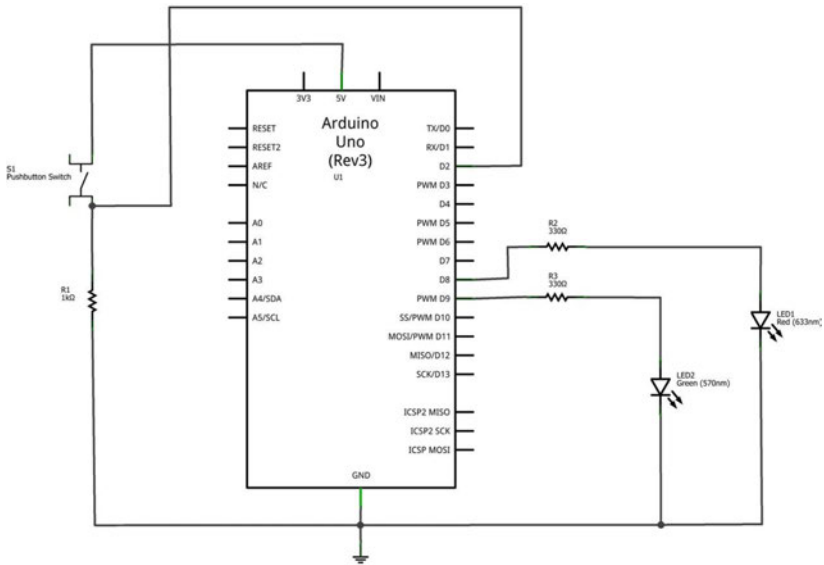 3V3
5V
VIN
Arduino
Uno
(Rev3)
U1
RESET
RESET2
AREF
N/C
A0
A1
A2
A3
A4/SDA
A5/SCL
TX/D0
RX/D1
D2
PWM D3
D4
PWM D5
PWM D6
D7
D8
PWM D9
SS/PWM D10
MOSI/PWM D11
MISO/D12
SCK/D13
ICSP2 MISO
ICSP2 SCK
ICSP MOSI
GND
S1
Pushbutton Switch
R1
1kΩ
R2
330Ω
R3
330Ω
LED1
Red (633nm)
LED2
Green (570nm)